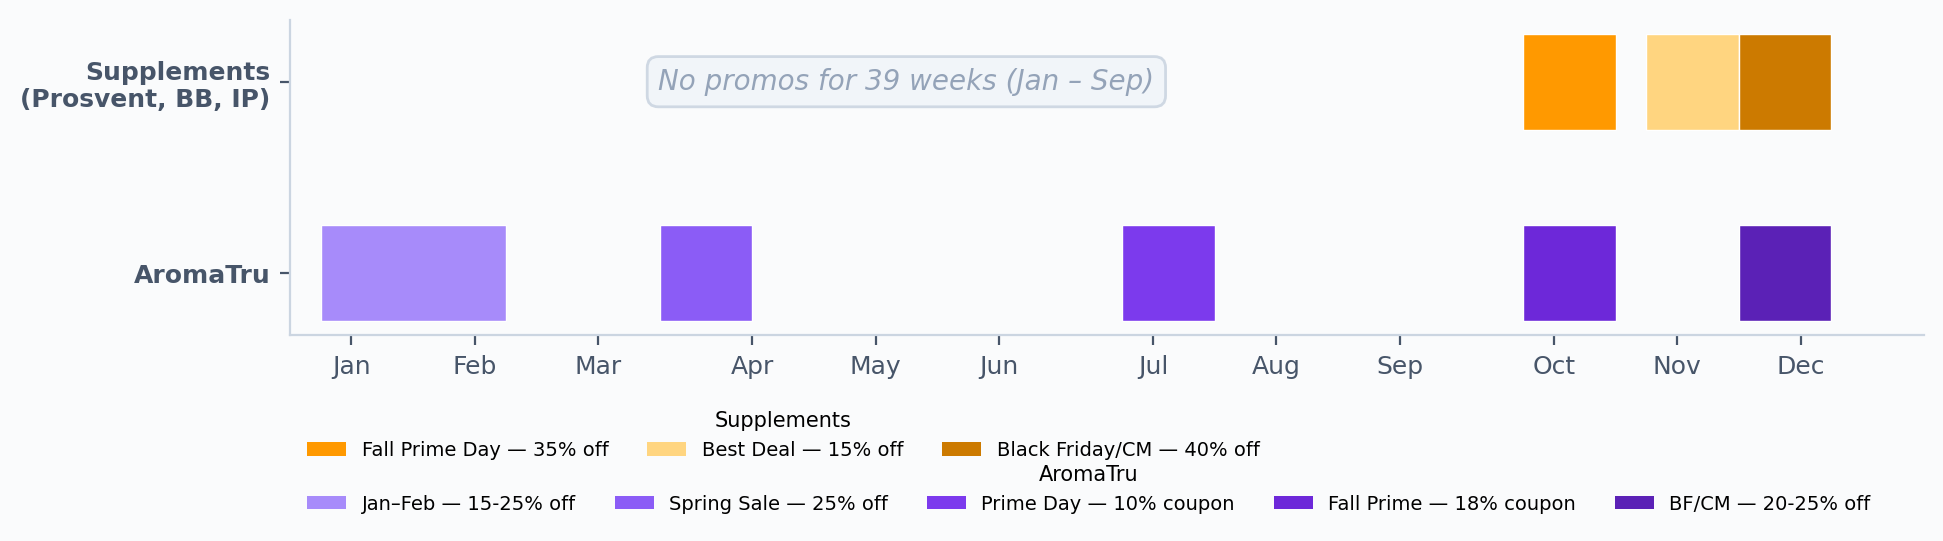 Supplements
(Prosvent, BB, IP)
No promos for 39 weeks (Jan – Sep)
AromaTru
Jan Feb Mar Apr May Jun Jul Aug Sep Oct Nov Dec
Supplements
Fall Prime Day — 35% off Best Deal — 15% off Black Friday/CM — 40% off
AromaTru
Jan–Feb — 15-25% off Spring Sale — 25% off Prime Day — 10% coupon Fall Prime — 18% coupon BF/CM — 20-25% off